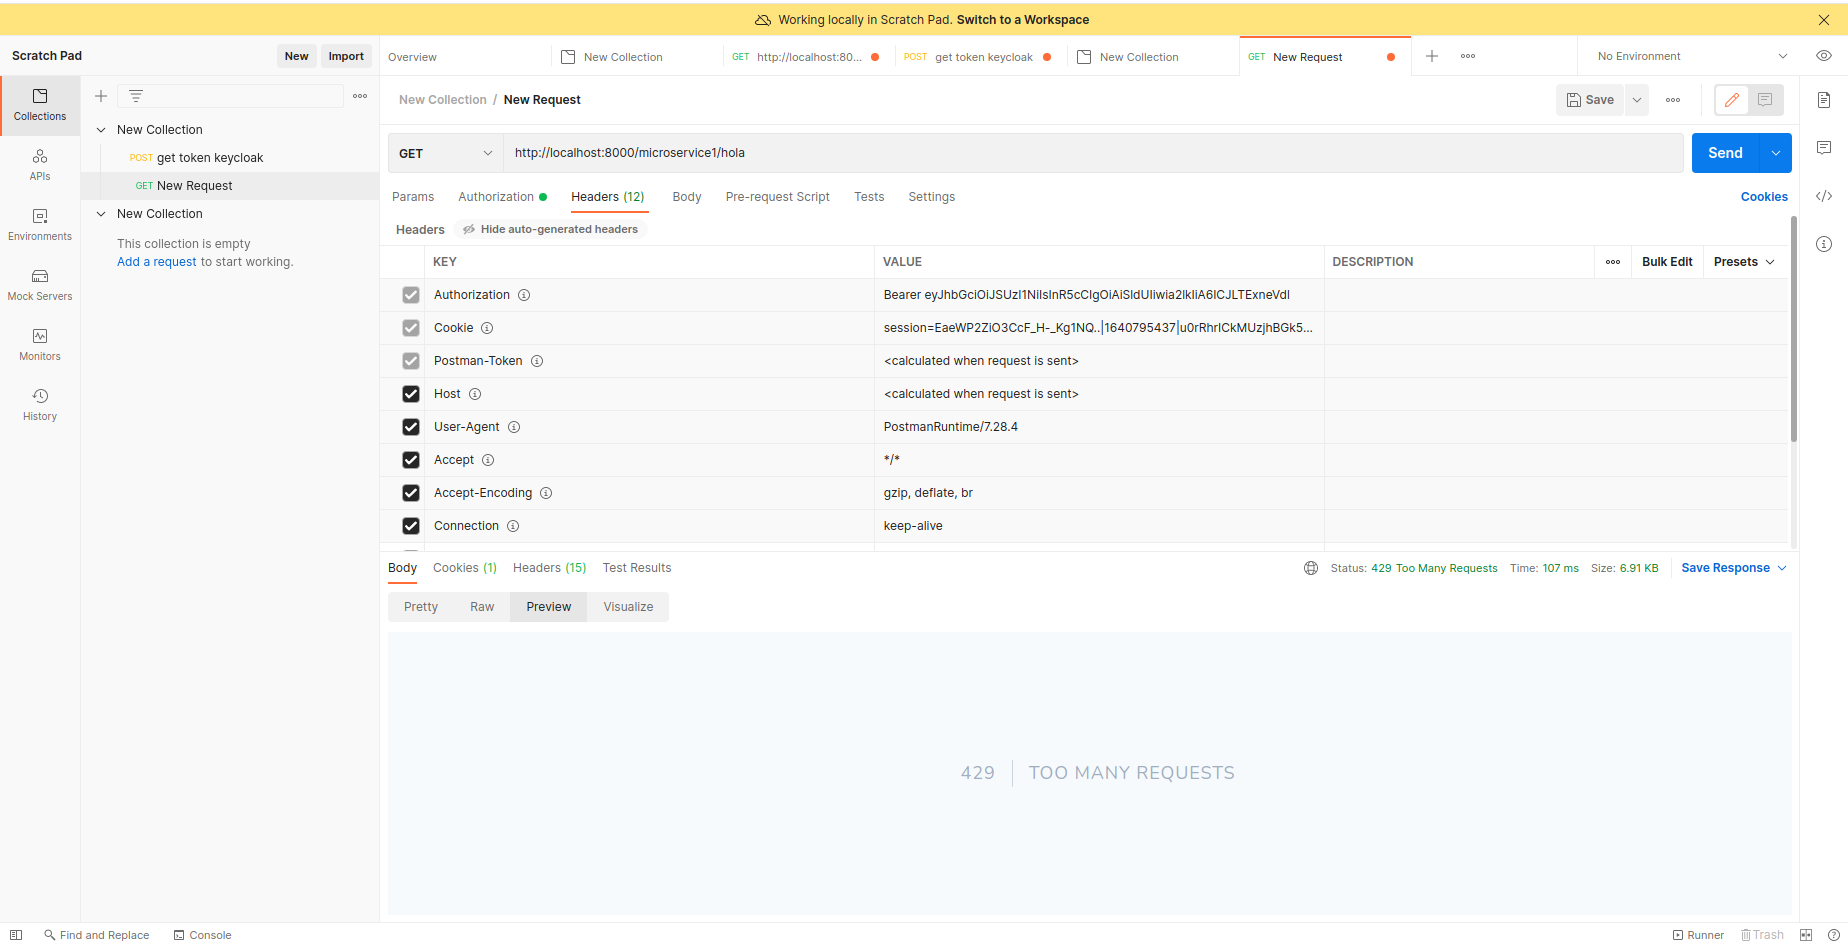 Working locally in Scratch Pad. Switch to a Workspace
Scratch Pad
New
Import
Overview
New Collection
GET http://localhost:80...
POST get token keycloak
New Collection
GET New Request
No Environment
Collections
APIs
Environments
Mock Servers
Monitors
History
New Collection
POST get token keycloak
GET New Request
New Collection
This collection is empty
Add a request to start working.
New Collection / New Request
Save
GET
http://localhost:8000/microservice1/hola
Send
Params
Authorization
Headers (12)
Body
Pre-request Script
Tests
Settings
Cookies
Headers
Hide auto-generated headers
KEY VALUE DESCRIPTION
Bulk Edit
Presets
Authorization Bearer eyJhbGciOiJSUzI1NiIsInR5cCIgOiAiSldUIiwia2lkIiA6ICJLTExneVdl
Cookie session=EaeWP2ZiO3CcF_H-_Kg1NQ..|1640795437|u0rRhrICkMUzjhBGk5...
Postman-Token <calculated when request is sent>
Host <calculated when request is sent>
User-Agent PostmanRuntime/7.28.4
Accept */*
Accept-Encoding gzip, deflate, br
Connection keep-alive
Body
Cookies (1)
Headers (15)
Test Results
Status: 429 Too Many Requests
Time: 107 ms
Size: 6.91 KB
Save Response
Pretty
Raw
Preview
Visualize
429 TOO MANY REQUESTS
Find and Replace
Console
Runner
Trash